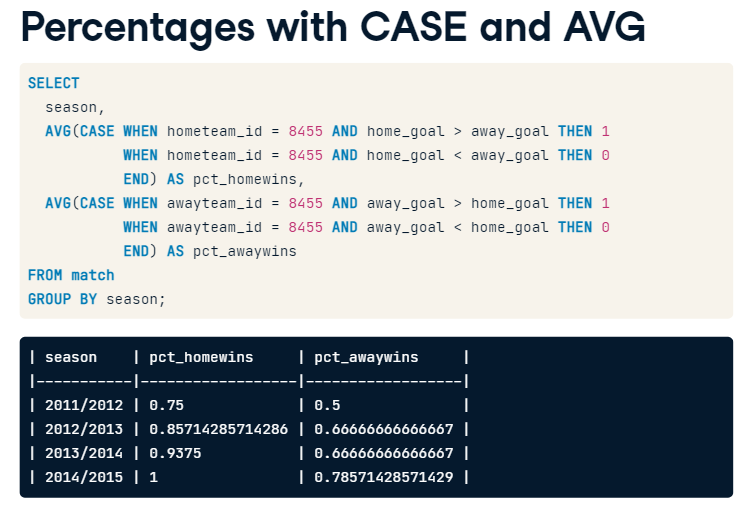 Percentages with CASE and AVG
SELECT
season,
AVG(CASE WHEN hometeam_id = 8455 AND home_goal > away_goal THEN 1
WHEN hometeam_id = 8455 AND home_goal < away_goal THEN 0
END) AS pct_homewins,
AVG(CASE WHEN awayteam_id = 8455 AND away_goal > home_goal THEN 1
WHEN awayteam_id = 8455 AND away_goal < home_goal THEN 0
END) AS pct_awaywins
FROM match
GROUP BY season;
| season    | pct_homewins     | pct_awaywins     |
|-----------|------------------|------------------|
| 2011/2012 | 0.75             | 0.5              |
| 2012/2013 | 0.85714285714286 | 0.66666666666667 |
| 2013/2014 | 0.9375           | 0.66666666666667 |
| 2014/2015 | 1                | 0.78571428571429 |